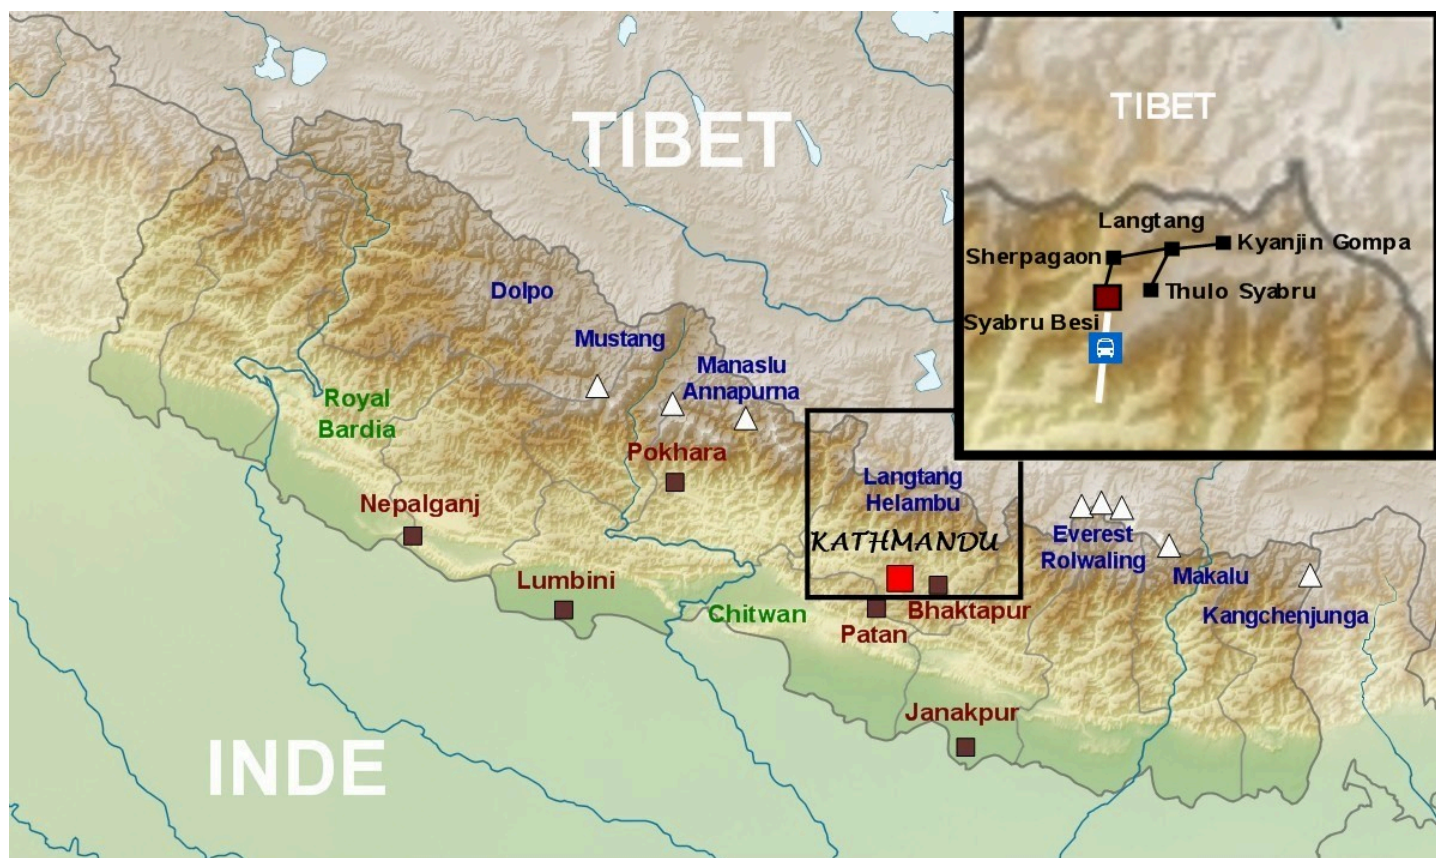 TIBET
TIBET
Langtang
Kyanjin Gompa
Sherpagaon
Thulo Syabru
Syabru Besi
Dolpo
Mustang
Manaslu
Annapurna
Royal
Bardia
Pokhara
Langtang
Helambu
Nepalganj
KATHMANDU
Everest
Rolwaling
Makalu
Lumbini
Chitwan
Bhaktapur
Kangchenjunga
Patan
Janakpur
INDE